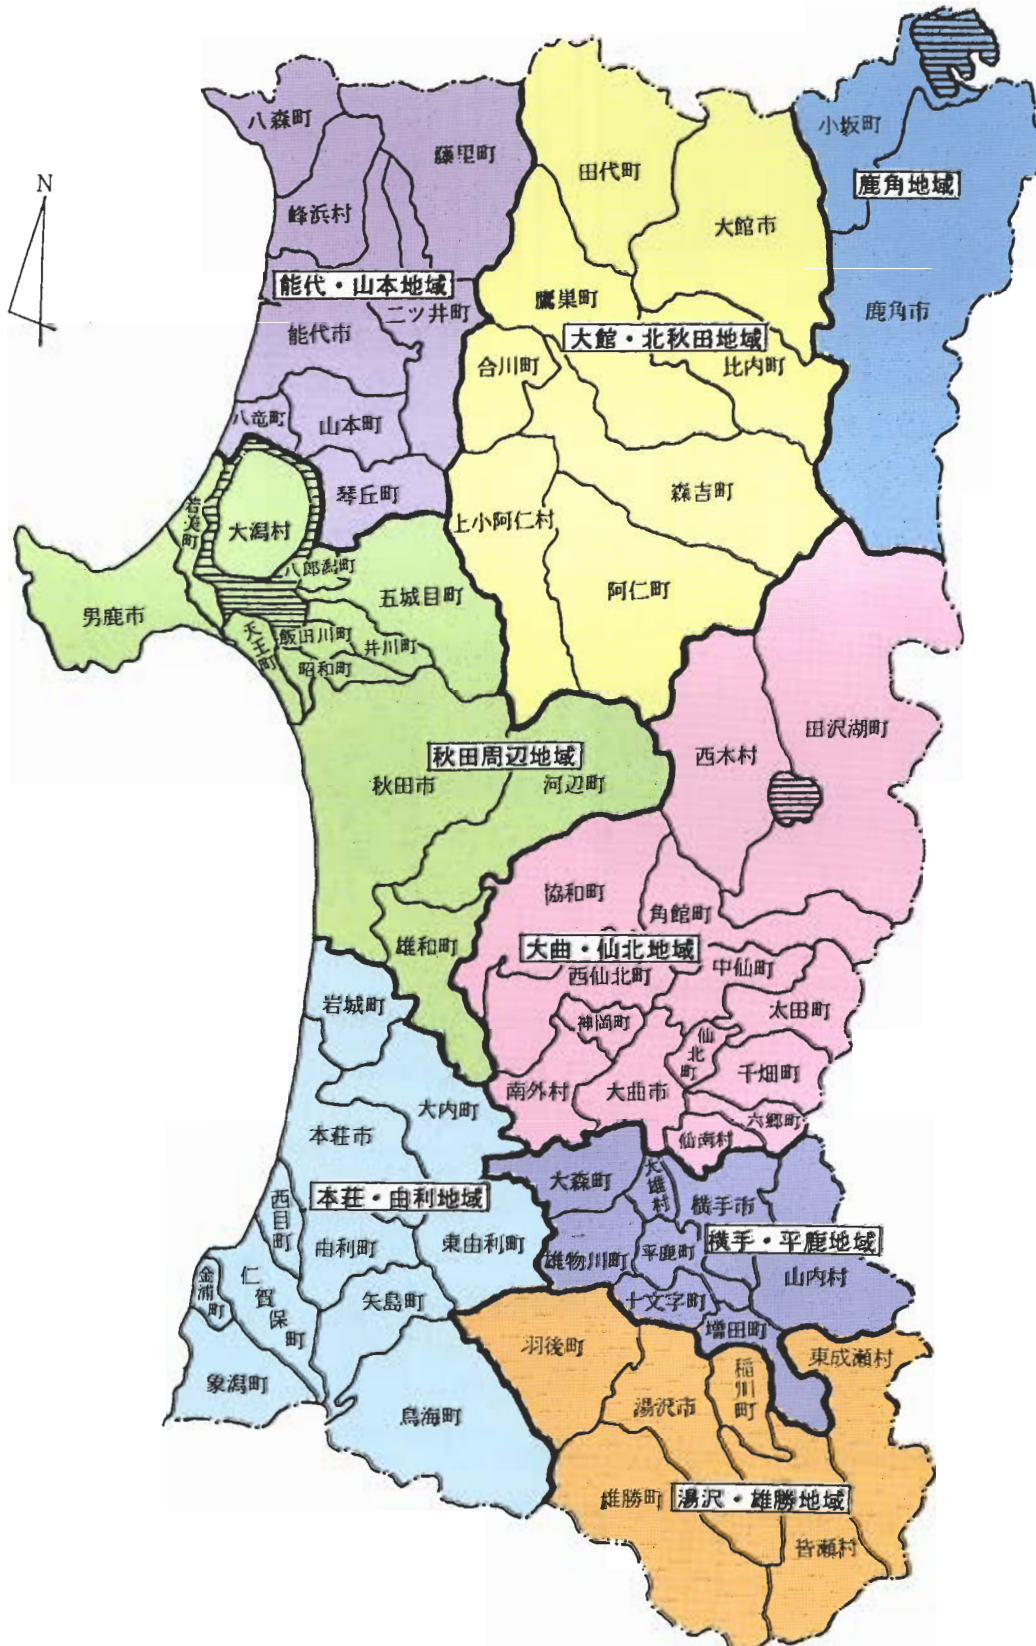 N
八森町
藤里町
峰浜村
能代・山本地域
二ツ井町
能代市
八竜町
山本町
琴丘町
田代町
大館市
鷹巣町
大館・北秋田地域
合川町
比内町
森吉町
上小阿仁村
阿仁町
小坂町
鹿角地域
鹿角市
若美町
大潟村
八郎潟町
五城目町
男鹿市
天王町
飯田川町
井川町
昭和町
秋田周辺地域
秋田市
河辺町
雄和町
田沢湖町
西木村
協和町
角館町
大曲・仙北地域
西仙北町
中仙町
太田町
神岡町
仙北町
千畑町
南外村
大曲市
六郷町
仙南村
岩城町
大内町
本荘市
本荘・由利地域
西目町
由利町
東由利町
金浦町
仁賀保町
矢島町
象潟町
鳥海町
大森町
大雄村
横手市
横手・平鹿地域
雄物川町
平鹿町
山内村
十文字町
増田町
羽後町
東成瀬村
稲川町
湯沢市
雄勝町
湯沢・雄勝地域
皆瀬村